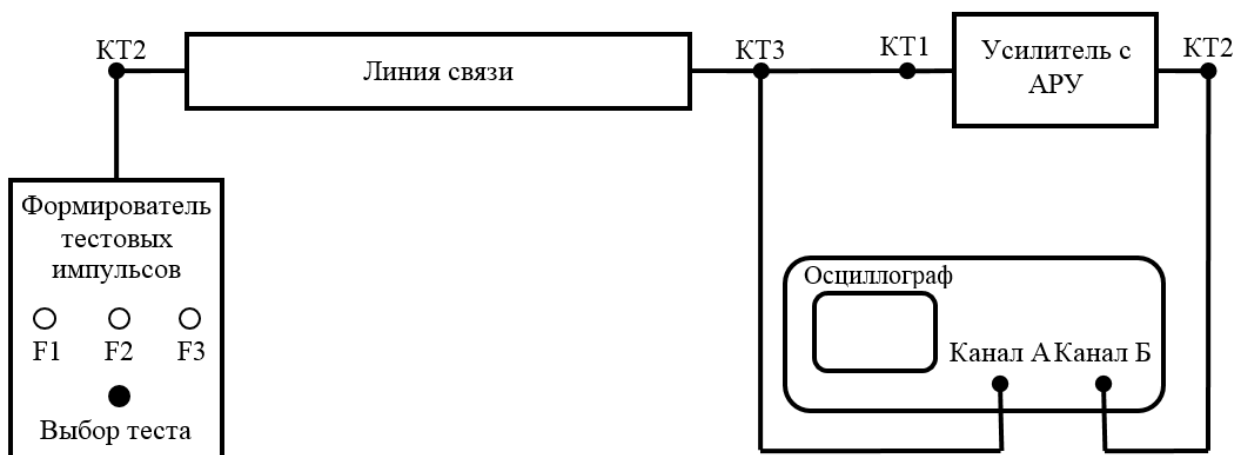 КТ2
Линия связи
КТ3
КТ1
Усилитель с
АРУ
КТ2
Формирователь
тестовых
импульсов
F1 F2 F3
Выбор теста
Осциллограф
Канал А Канал Б